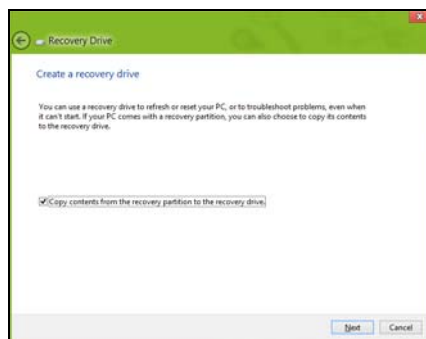 Recovery Drive
Create a recovery drive
You can use a recovery drive to refresh or reset your PC, or to troubleshoot problems, even when
it can't start. If your PC comes with a recovery partition, you can also choose to copy its contents
to the recovery drive.
Copy contents from the recovery partition to the recovery drive.
Next Cancel